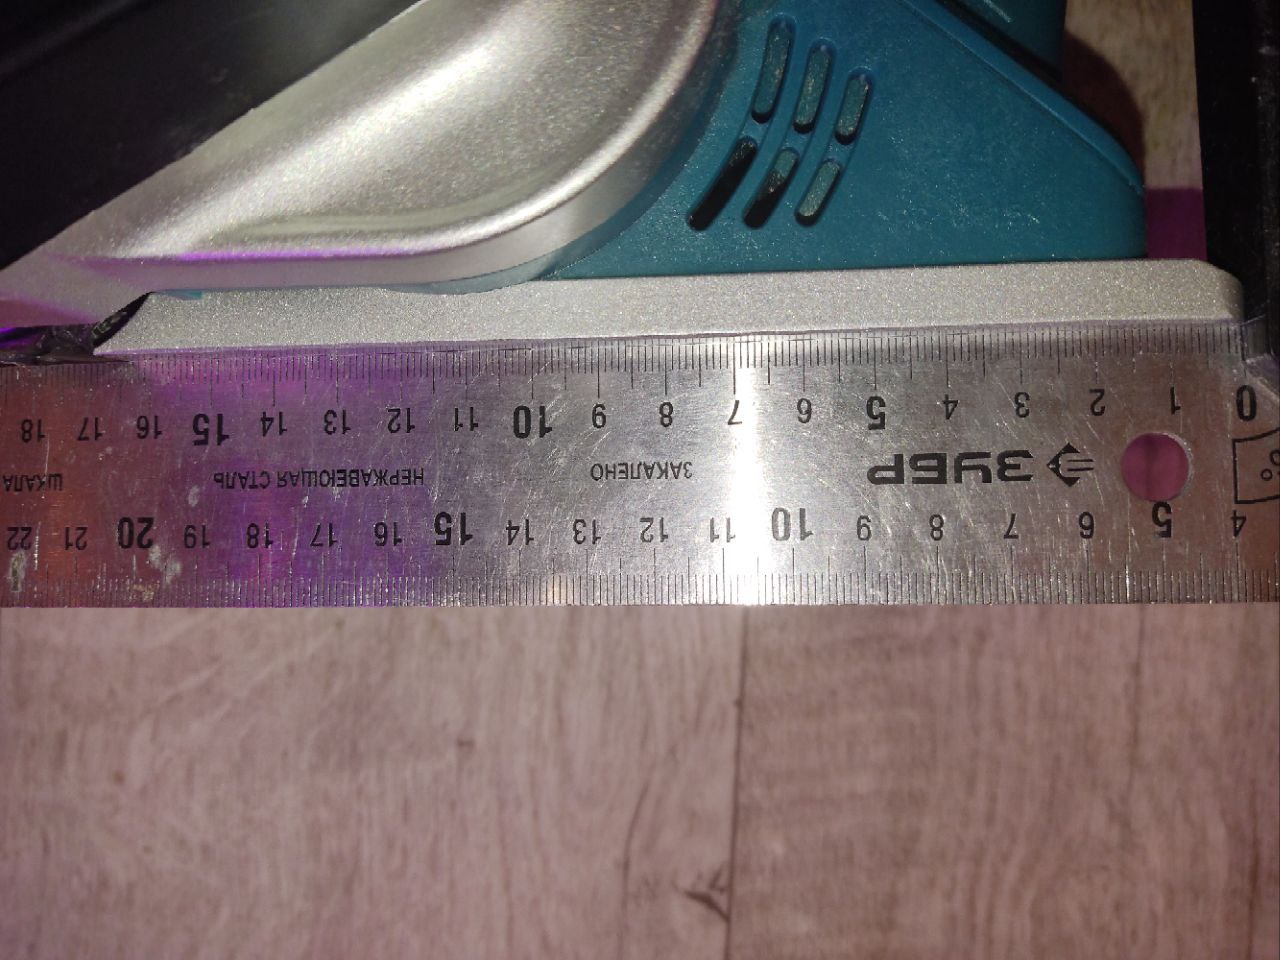 4 5 6 7 8 9 10 11 12 13 14 15 16 17 18 19 20 21 22
ЗУБР ЗАКАЛЕНО НЕРЖАВЕЮЩАЯ СТАЛЬ ШКАЛА
0 1 2 3 4 5 6 7 8 9 10 11 12 13 14 15 16 17 18